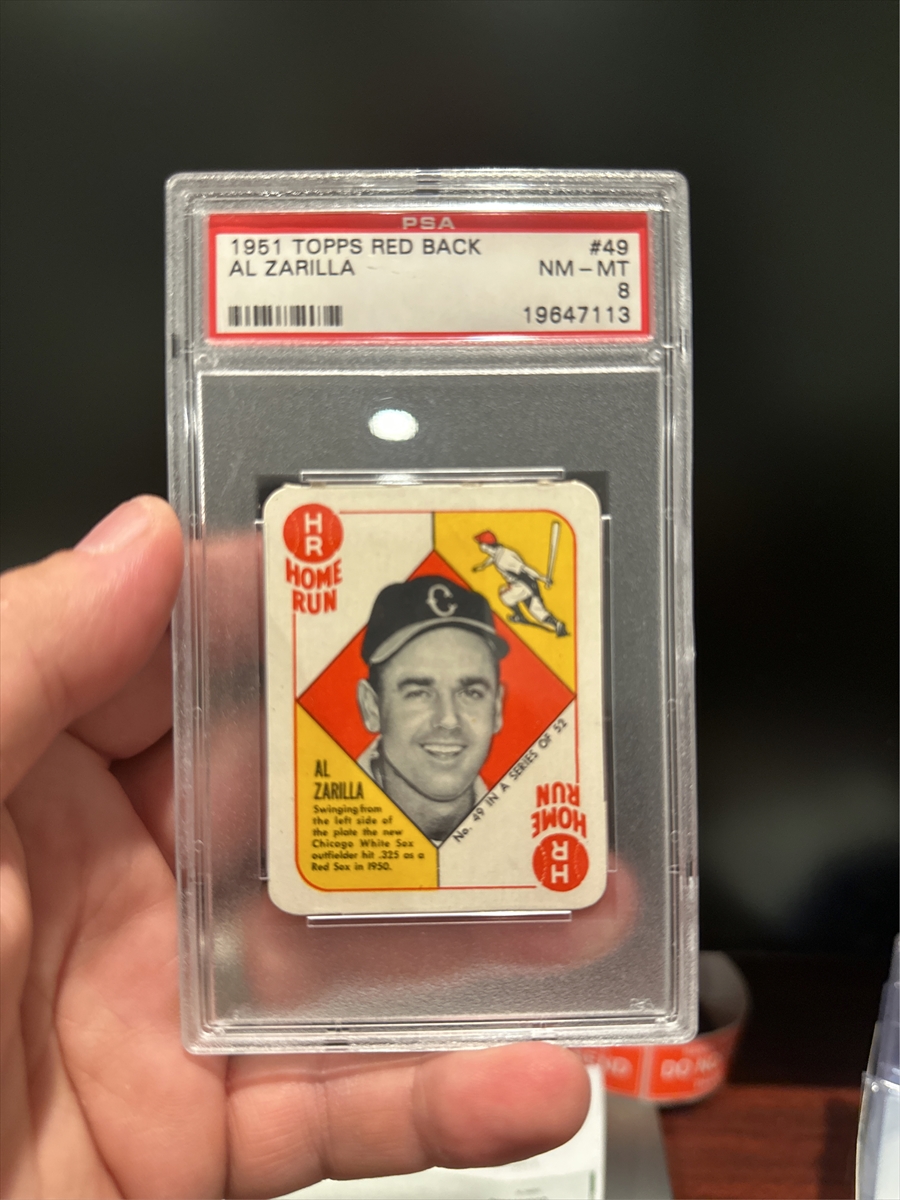 PSA
1951 TOPPS RED BACK #49
AL ZARILLA NM - MT
8
19647113
HR
HOME
RUN
C
AL
ZARILLA
Swinging from
the left side of
the plate the new
Chicago White Sox
outfielder hit .325 as a
Red Sox in 1950.
No. 49 IN A SERIES OF 52
HR
HOME
RUN
DO NO